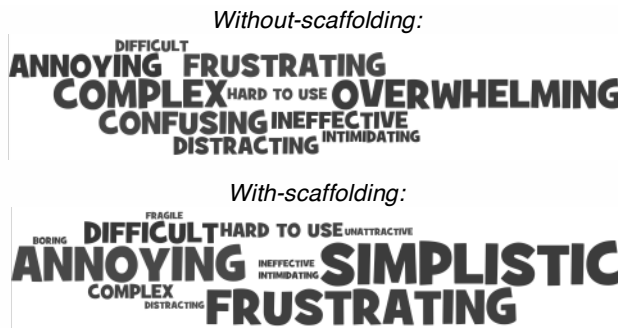 Without-scaffolding:
DIFFICULT
ANNOYING FRUSTRATING
COMPLEX HARD TO USE OVERWHELMING
CONFUSING INEFFECTIVE
INTIMIDATING
DISTRACTING
With-scaffolding:
FRAGILE
DIFFICULT HARD TO USE UNATTRACTIVE
BORING
ANNOYING INEFFECTIVE SIMPLISTIC
INTIMIDATING
COMPLEX
DISTRACTING FRUSTRATING